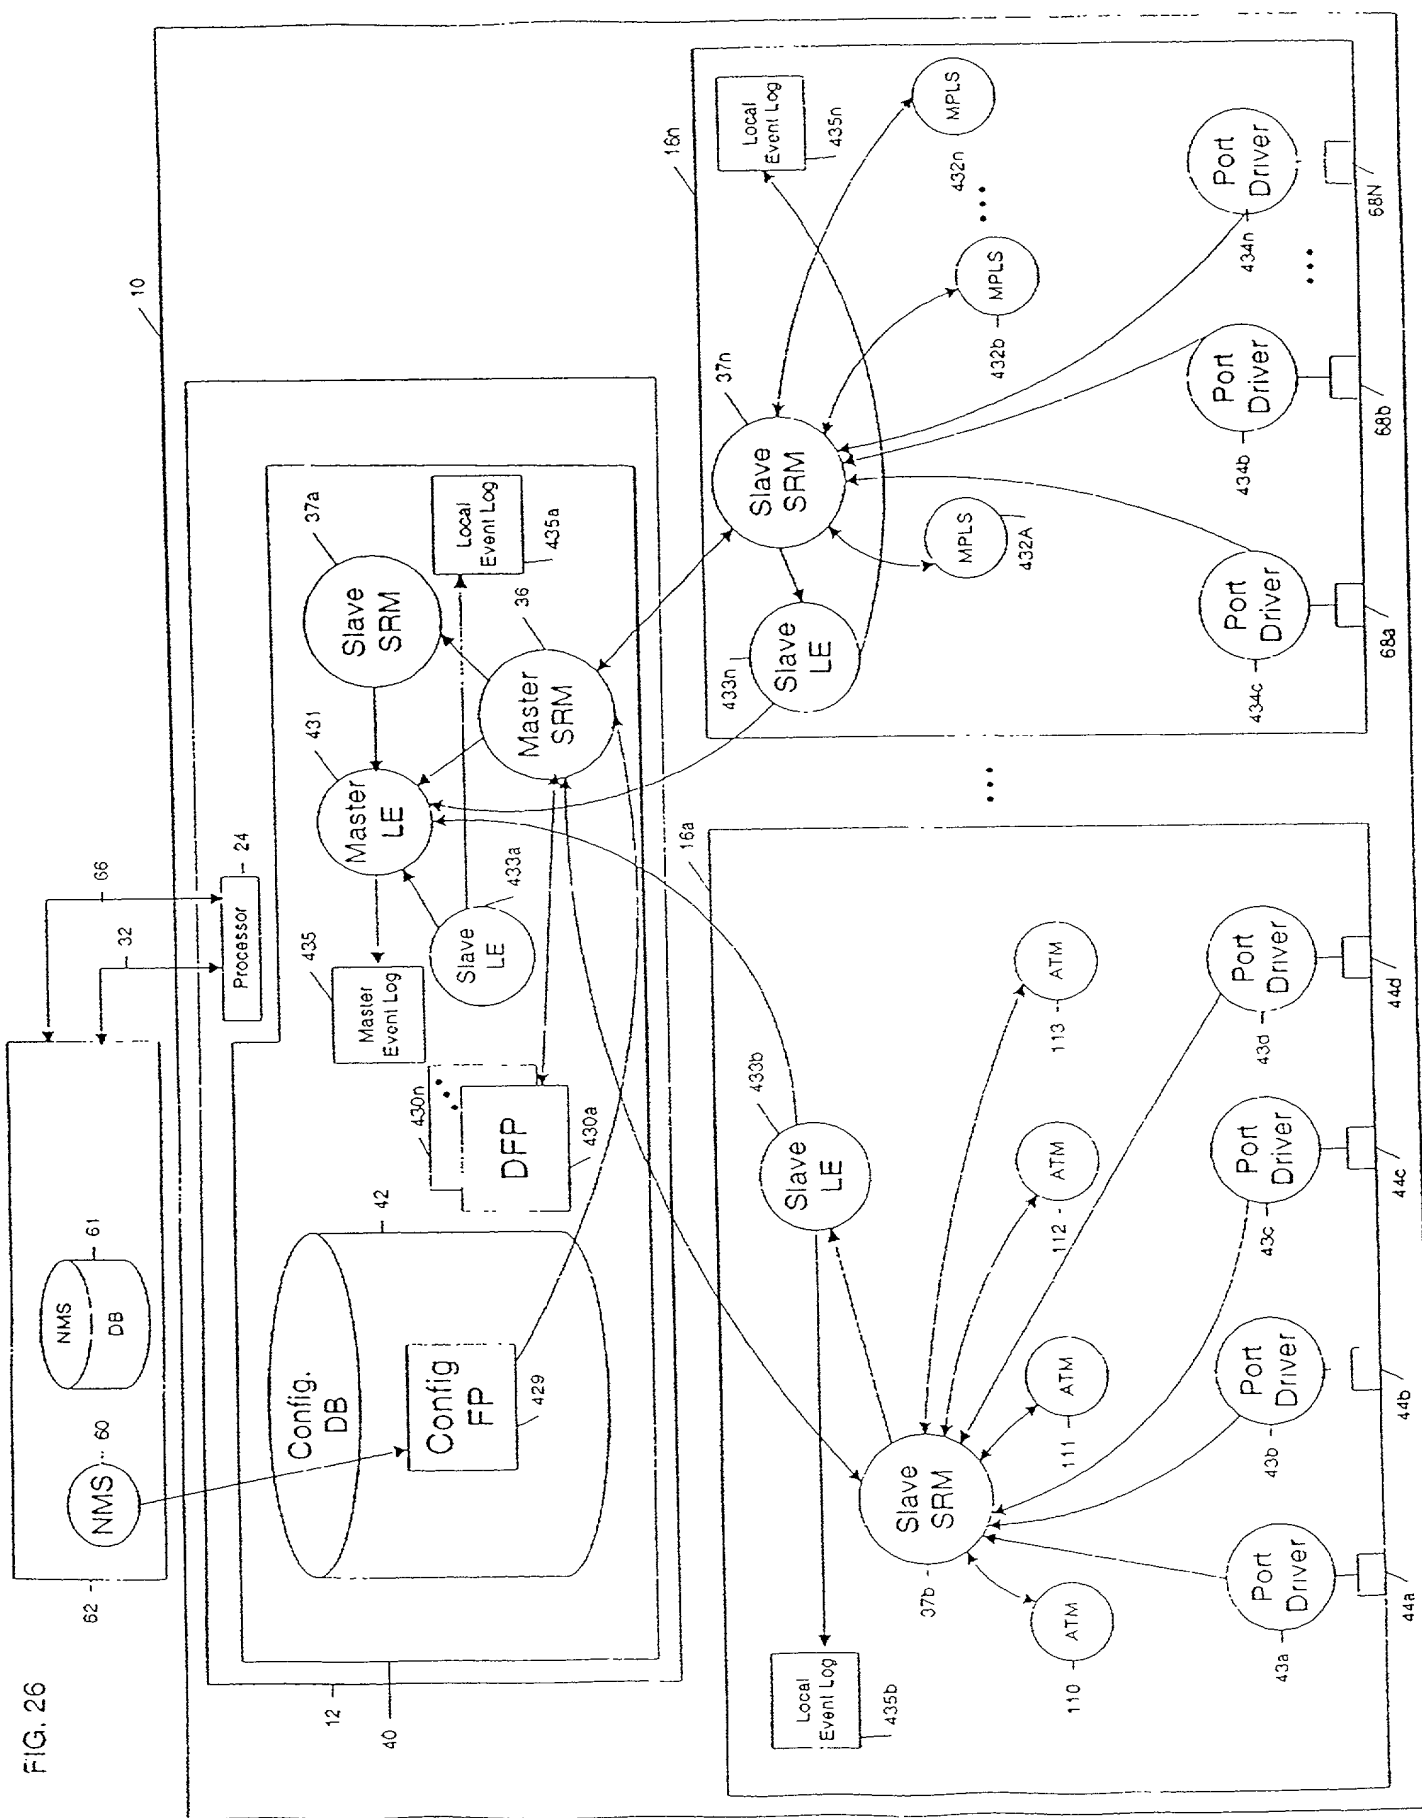 FIG. 26
62
NMS
60
NMS
DB
61
32
66
10
12
40
Processor
24
Config.
DB
42
Config
FP
429
DFP
430a
430n
Master
Event Log
435
Slave
LE
433a
Master
LE
431
Slave
SRM
37a
Master
SRM
36
Local
Event Log
435a
16a
Local
Event Log
435b
Slave
LE
433b
Slave
SRM
37b
ATM
110
ATM
111
ATM
112
ATM
113
Port
Driver
43a
Port
Driver
43b
Port
Driver
43c
Port
Driver
43d
44a
44b
44c
44d
16n
Slave
LE
433n
Slave
SRM
37n
Local
Event Log
435n
MPLS
432A
MPLS
432b
MPLS
432n
Port
Driver
434c
Port
Driver
434b
Port
Driver
434n
68a
68b
68N